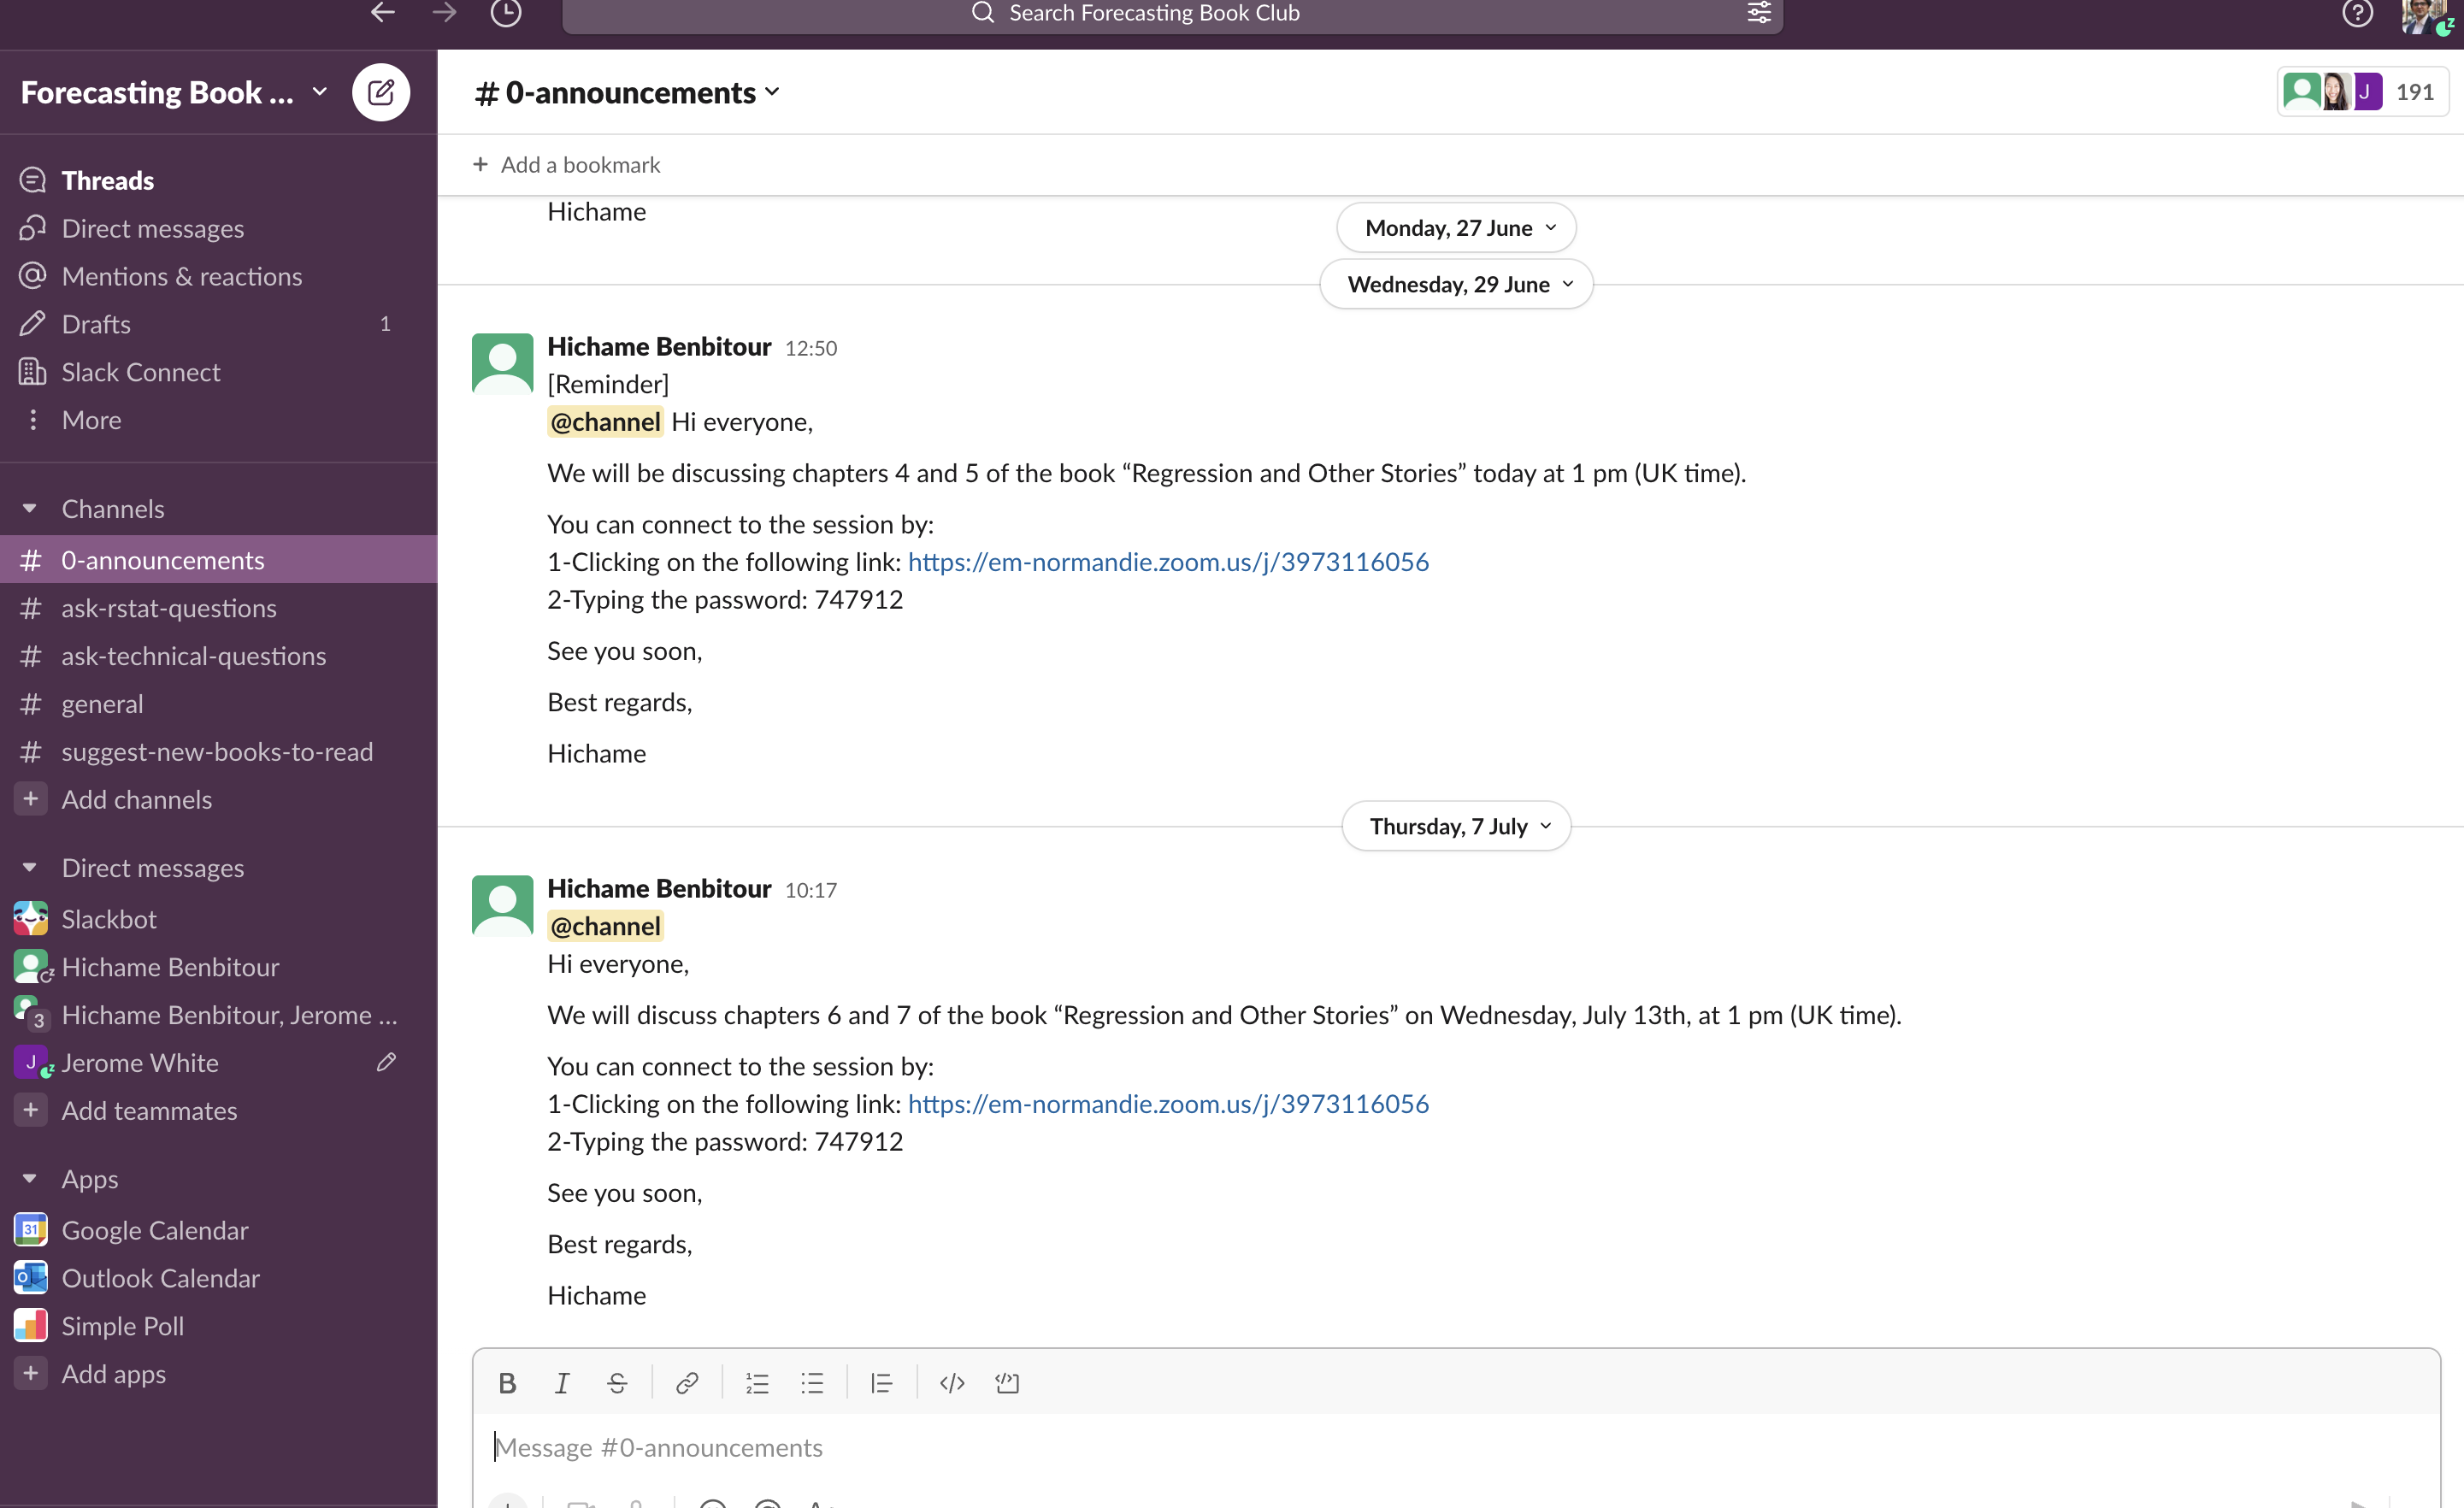 Search Forecasting Book Club
Forecasting Book ...
Threads
Direct messages
Mentions & reactions
Drafts 1
Slack Connect
More
Channels
# 0-announcements
# ask-rstat-questions
# ask-technical-questions
# general
# suggest-new-books-to-read
+ Add channels
Direct messages
Slackbot
Hichame Benbitour
3 Hichame Benbitour, Jerome ...
J Jerome White
+ Add teammates
Apps
31 Google Calendar
Outlook Calendar
Simple Poll
+ Add apps
# 0-announcements
J 191
+ Add a bookmark
Hichame
Monday, 27 June
Wednesday, 29 June
Hichame Benbitour 12:50
[Reminder]
@channel Hi everyone,
We will be discussing chapters 4 and 5 of the book “Regression and Other Stories” today at 1 pm (UK time).
You can connect to the session by:
1-Clicking on the following link: https://em-normandie.zoom.us/j/3973116056
2-Typing the password: 747912
See you soon,
Best regards,
Hichame
Thursday, 7 July
Hichame Benbitour 10:17
@channel
Hi everyone,
We will discuss chapters 6 and 7 of the book “Regression and Other Stories” on Wednesday, July 13th, at 1 pm (UK time).
You can connect to the session by:
1-Clicking on the following link: https://em-normandie.zoom.us/j/3973116056
2-Typing the password: 747912
See you soon,
Best regards,
Hichame
B I S
Message #0-announcements